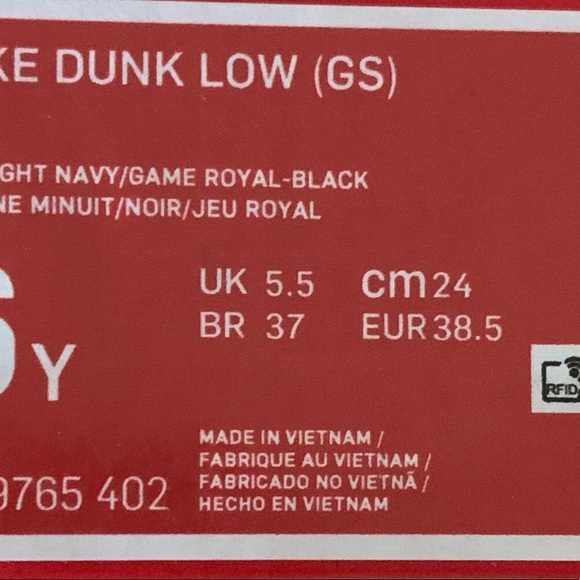 KE DUNK LOW (GS)
GHT NAVY/GAME ROYAL-BLACK
NE MINUIT/NOIR/JEU ROYAL
UK 5.5 cm 24
BR 37 EUR 38.5
6Y
RFID
MADE IN VIETNAM /
FABRIQUE AU VIETNAM /
FABRICADO NO VIETNÃ /
HECHO EN VIETNAM
9765 402